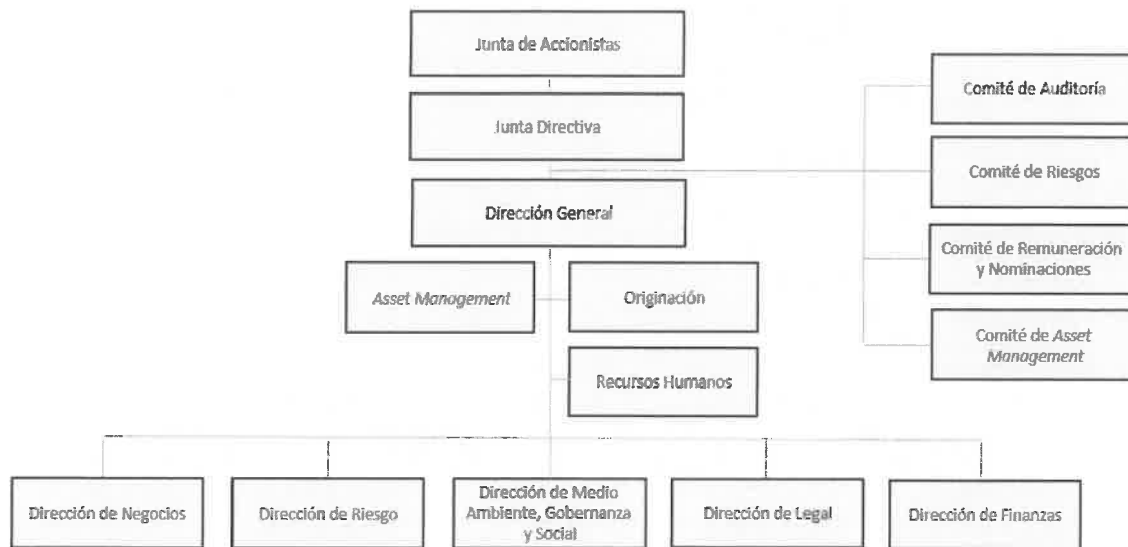 Junta de Accionistas
Junta Directiva
Dirección General
Comité de Auditoría
Comité de Riesgos
Comité de Remuneración
y Nominaciones
Comité de Asset
Management
Asset Management
Originación
Recursos Humanos
Dirección de Negocios
Dirección de Riesgo
Dirección de Medio
Ambiente, Gobernanza
y Social
Dirección de Legal
Dirección de Finanzas